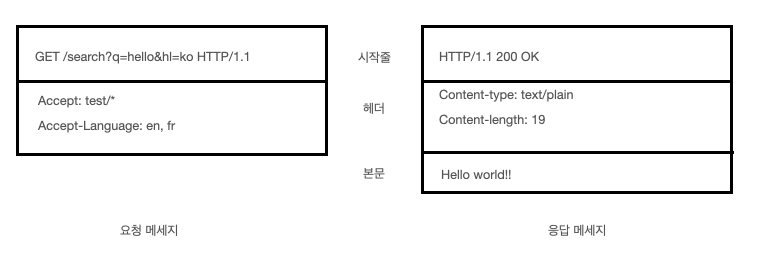 GET /search?q=hello&hl=ko HTTP/1.1
Accept: test/*
Accept-Language: en, fr
시작줄
헤더
본문
HTTP/1.1 200 OK
Content-type: text/plain
Content-length: 19
Hello world!!
요청 메세지
응답 메세지